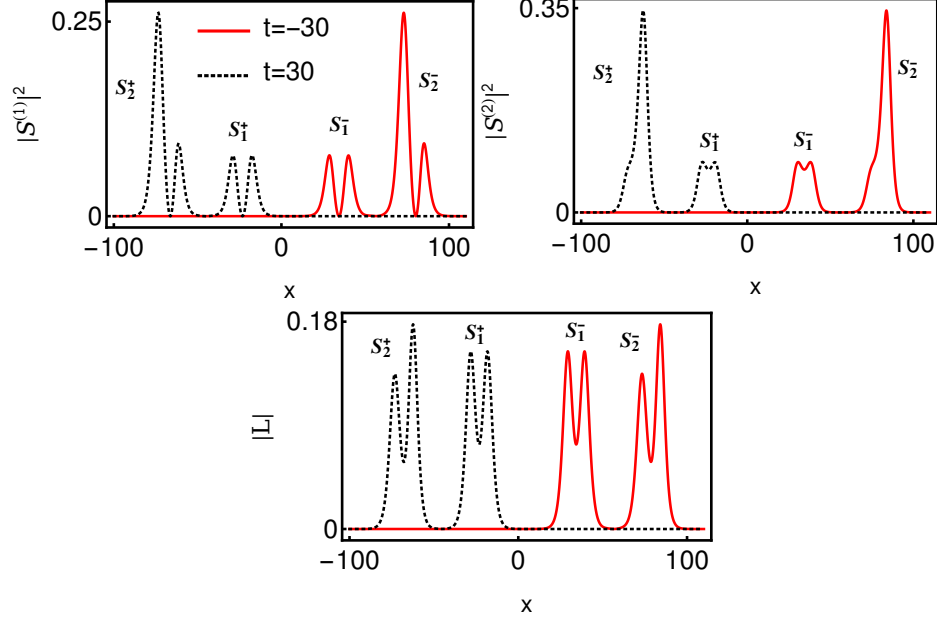 0.25
0
|S⁽¹⁾|²
t=−30
t=30
S₂⁺
S₁⁺
S₁⁻
S₂⁻
−100
0
100
x
0.35
0
|S⁽²⁾|²
S₂⁺
S₁⁺
S₁⁻
S₂⁻
−100
0
100
x
0.18
0
|L|
S₂⁺
S₁⁺
S₁⁻
S₂⁻
−100
0
100
x